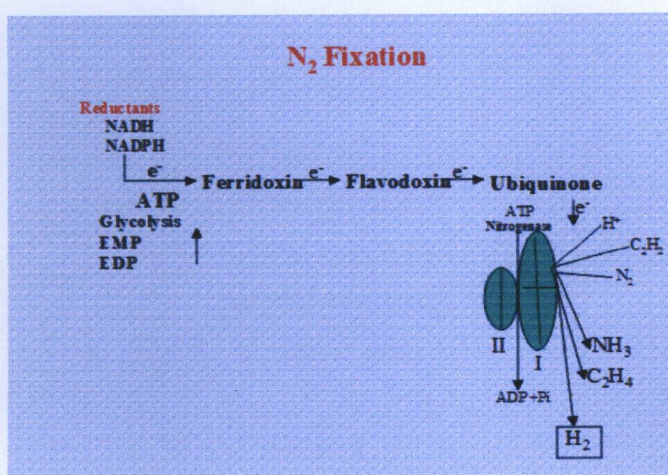 N₂ Fixation
Reductants
NADH
NADPH
e⁻
ATP
Ferridoxin e⁻ Flavodoxin e⁻ Ubiquinone
Glycolysis
EMP
EDP
e⁻
ATP
Nitrogenase
H⁺
C₂H₂
N₂
II
I
NH₃
C₂H₄
ADP+Pi
H₂